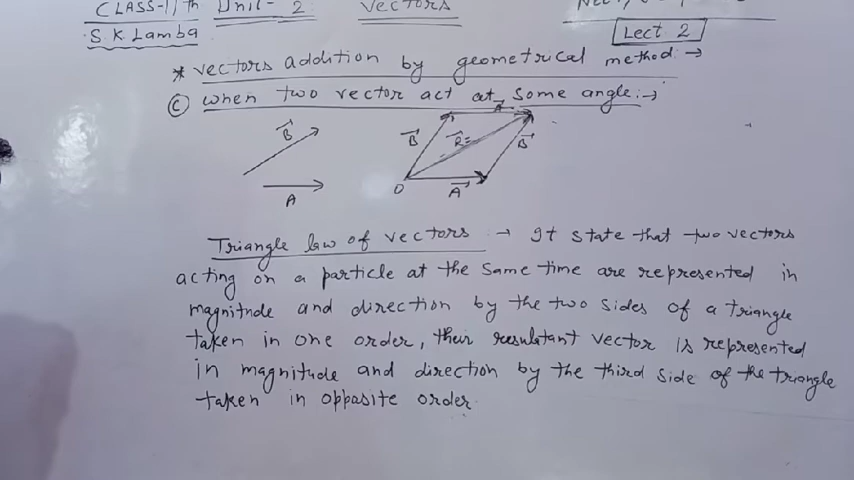 CLASS-11th Unit-2 Vectors
S.K.Lamba
Lect 2
* Vectors addition by geometrical method:→
(C) when two vector act at some angle:→
B A
B R= A B
O A
Triangle law of vectors → It state that two vectors
acting on a particle at the same time are represented in
magnitude and direction by the two sides of a triangle
taken in one order, their resultant vector is represented
in magnitude and direction by the third side of the triangle
taken in opposite order.